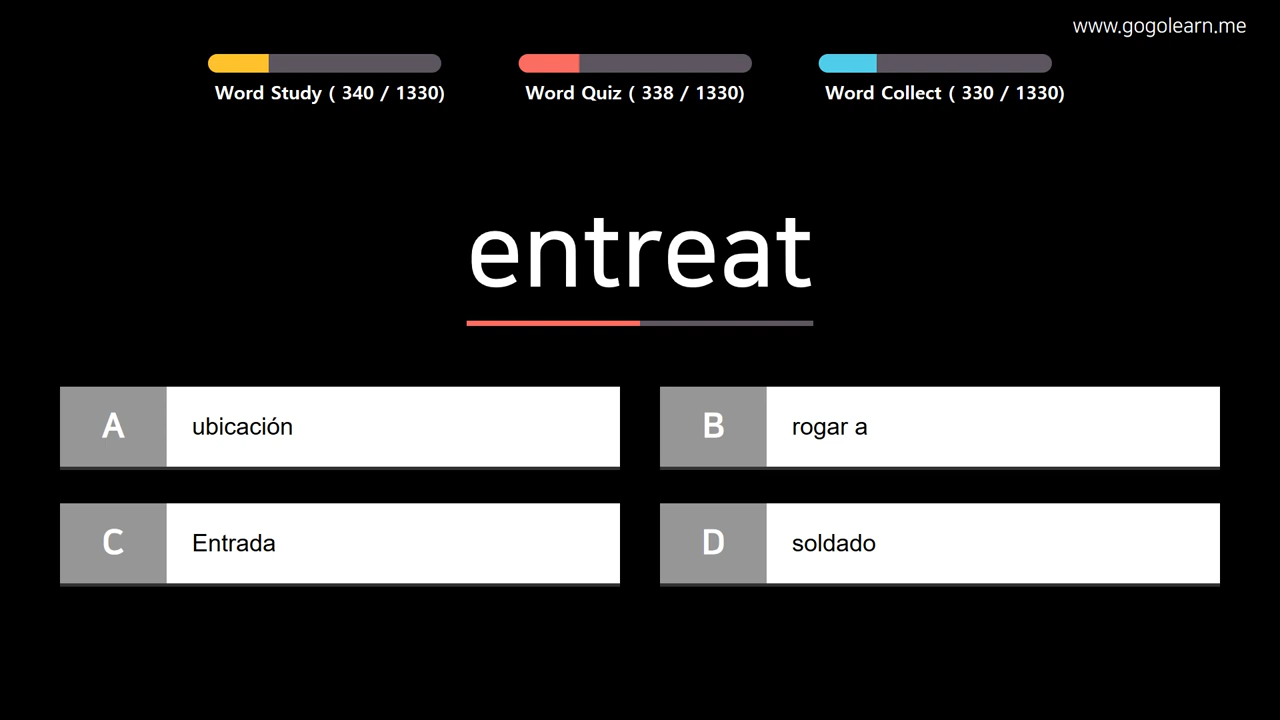 www.gogolearn.me
Word Study ( 340 / 1330)
Word Quiz ( 338 / 1330)
Word Collect ( 330 / 1330)
entreat
A ubicación
B rogar a
C Entrada
D soldado